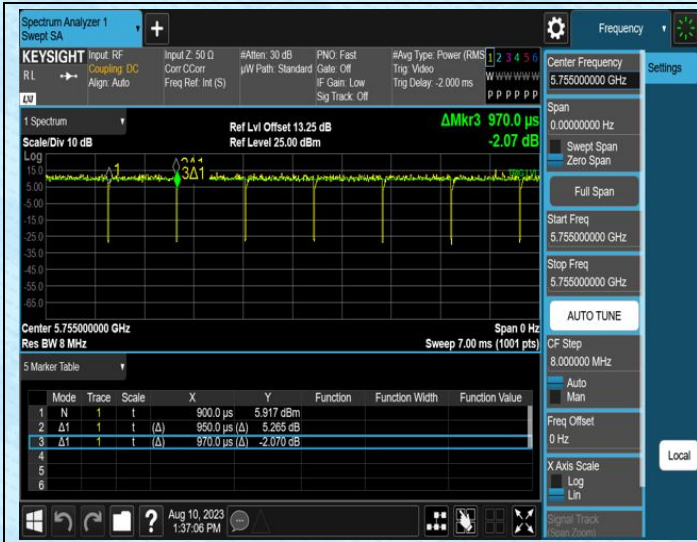 Spectrum Analyzer 1
Swept SA
Frequency
KEYSIGHT
RL
LXI
Input: RF
Coupling: DC
Align: Auto
Input Z: 50 Ω
Corr CCorr
Freq Ref: Int (S)
#Atten: 30 dB
µW Path: Standard
PNO: Fast
Gate: Off
IF Gain: Low
Sig Track: Off
#Avg Type: Power (RMS
Trig: Video
Trig Delay: -2.000 ms
1 2 3 4 5 6
W W W W W W
P P P P P P
Center Frequency
5.755000000 GHz
Settings
1 Spectrum
Scale/Div 10 dB
Ref Lvl Offset 13.25 dB
Ref Level 25.00 dBm
ΔMkr3 970.0 µs
-2.07 dB
Log
15.0
5.00
-5.00
-15.0
-25.0
-35.0
-45.0
-55.0
-65.0
1
3Δ1
TRIG LVL
Center 5.755000000 GHz
Res BW 8 MHz
Span 0 Hz
Sweep 7.00 ms (1001 pts)
Span
0.00000000 Hz
Swept Span
Zero Span
Full Span
Start Freq
5.755000000 GHz
Stop Freq
5.755000000 GHz
AUTO TUNE
CF Step
8.000000 MHz
Auto
Man
Freq Offset
0 Hz
X Axis Scale
Log
Lin
Signal Track
(Span Zoom)
Local
5 Marker Table
Mode Trace Scale X Y Function Function Width Function Value
1 N 1 t 900.0 µs 5.917 dBm
2 Δ1 1 t (Δ) 950.0 µs (Δ) 5.265 dB
3 Δ1 1 t (Δ) 970.0 µs (Δ) -2.070 dB
4
5
6
?
Aug 10, 2023
1:37:06 PM